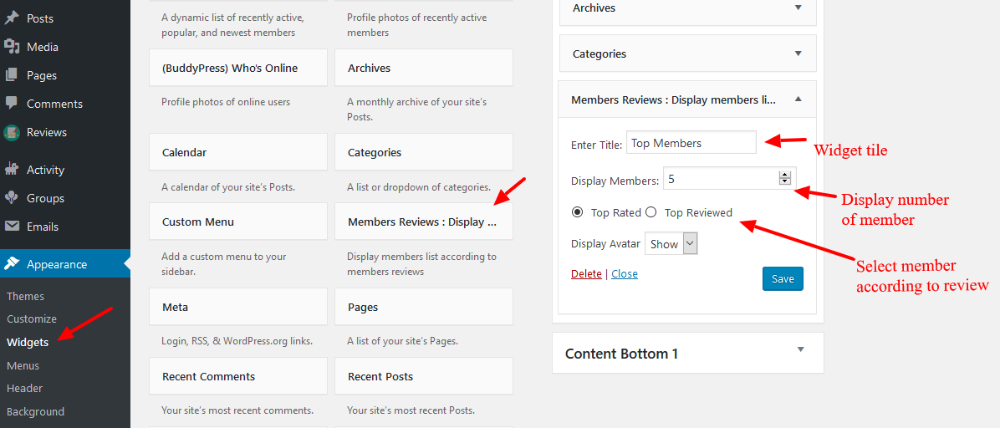 Posts
Media
Pages
Comments
Reviews
Activity
Groups
Emails
Appearance
Themes
Customize
Widgets
Menus
Header
Background
A dynamic list of recently active,
popular, and newest members
Profile photos of recently active
members
(BuddyPress) Who's Online
Archives
Profile photos of online users
A monthly archive of your site's
Posts.
Calendar
Categories
A calendar of your site's Posts.
A list or dropdown of categories.
Custom Menu
Members Reviews : Display ...
Add a custom menu to your
sidebar.
Display members list according to
members reviews
Meta
Pages
Login, RSS, & WordPress.org links.
A list of your site's Pages.
Recent Comments
Recent Posts
Your site's most recent comments.
Your site's most recent Posts.
Archives
Categories
Members Reviews : Display members li...
Enter Title: Top Members
Widget tile
Display Members: 5
Display number
of member
Top Rated Top Reviewed
Display Avatar Show
Select member
according to review
Delete | Close
Save
Content Bottom 1